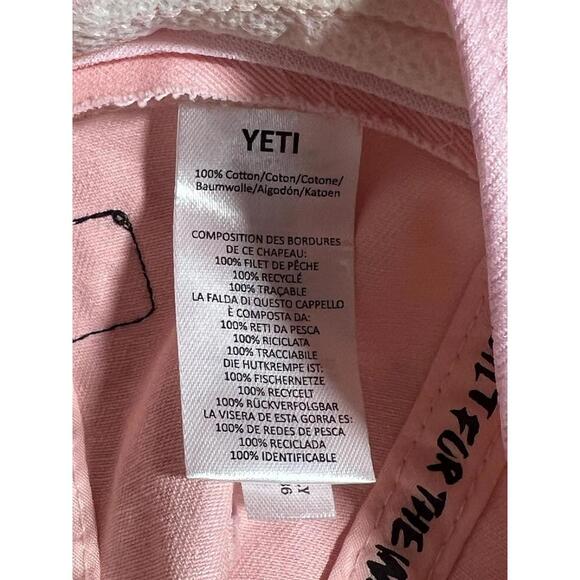 YETI
100% Cotton/Coton/Cotone/
Baumwolle/Algodón/Katoen
COMPOSITION DES BORDURES
DE CE CHAPEAU:
100% FILET DE PÊCHE
100% RECYCLÉ
100% TRAÇABLE
LA FALDA DI QUESTO CAPPELLO
È COMPOSTA DA:
100% RETI DA PESCA
100% RICICLATA
100% TRACCIABILE
DIE HUTKREMPE IST:
100% FISCHERNETZE
100% RECYCELT
100% RÜCKVERFOLGBAR
LA VISERA DE ESTA GORRA ES:
100% DE REDES DE PESCA
100% RECICLADA
100% IDENTIFICABLE
FOR THE